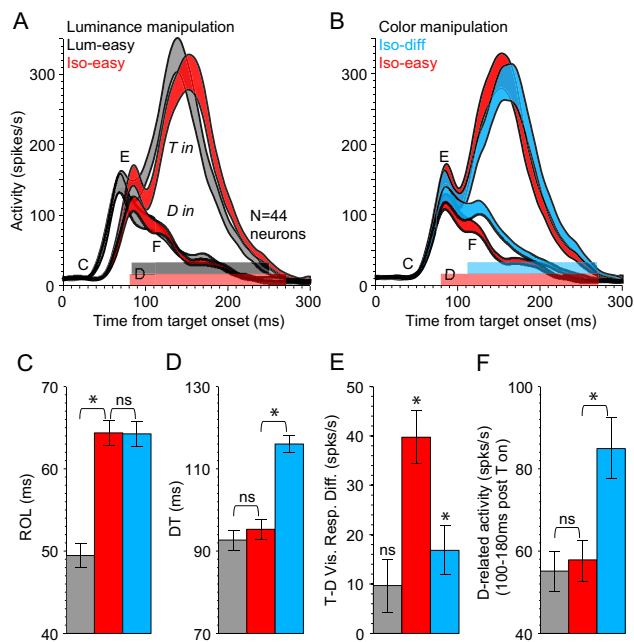 A
Luminance manipulation
Lum-easy
Iso-easy
B
Color manipulation
Iso-diff
Iso-easy
Activity (spikes/s)
300
200
100
0
E
T in
D in
N=44
neurons
C
F
D
0 100 200 300
Time from target onset (ms)
300
200
100
0
E
C
F
D
0 100 200 300
Time from target onset (ms)
C
ROL (ms)
70
60
50
40
* ns
D
DT
(ms)
130
110
90
70
ns *
E
T-D Vis. Resp. Diff. (spks/s)
50
40
30
20
10
0
ns * *
F
D-related activity (spks/s)
(100-180ms post T on)
100
80
60
40
ns *